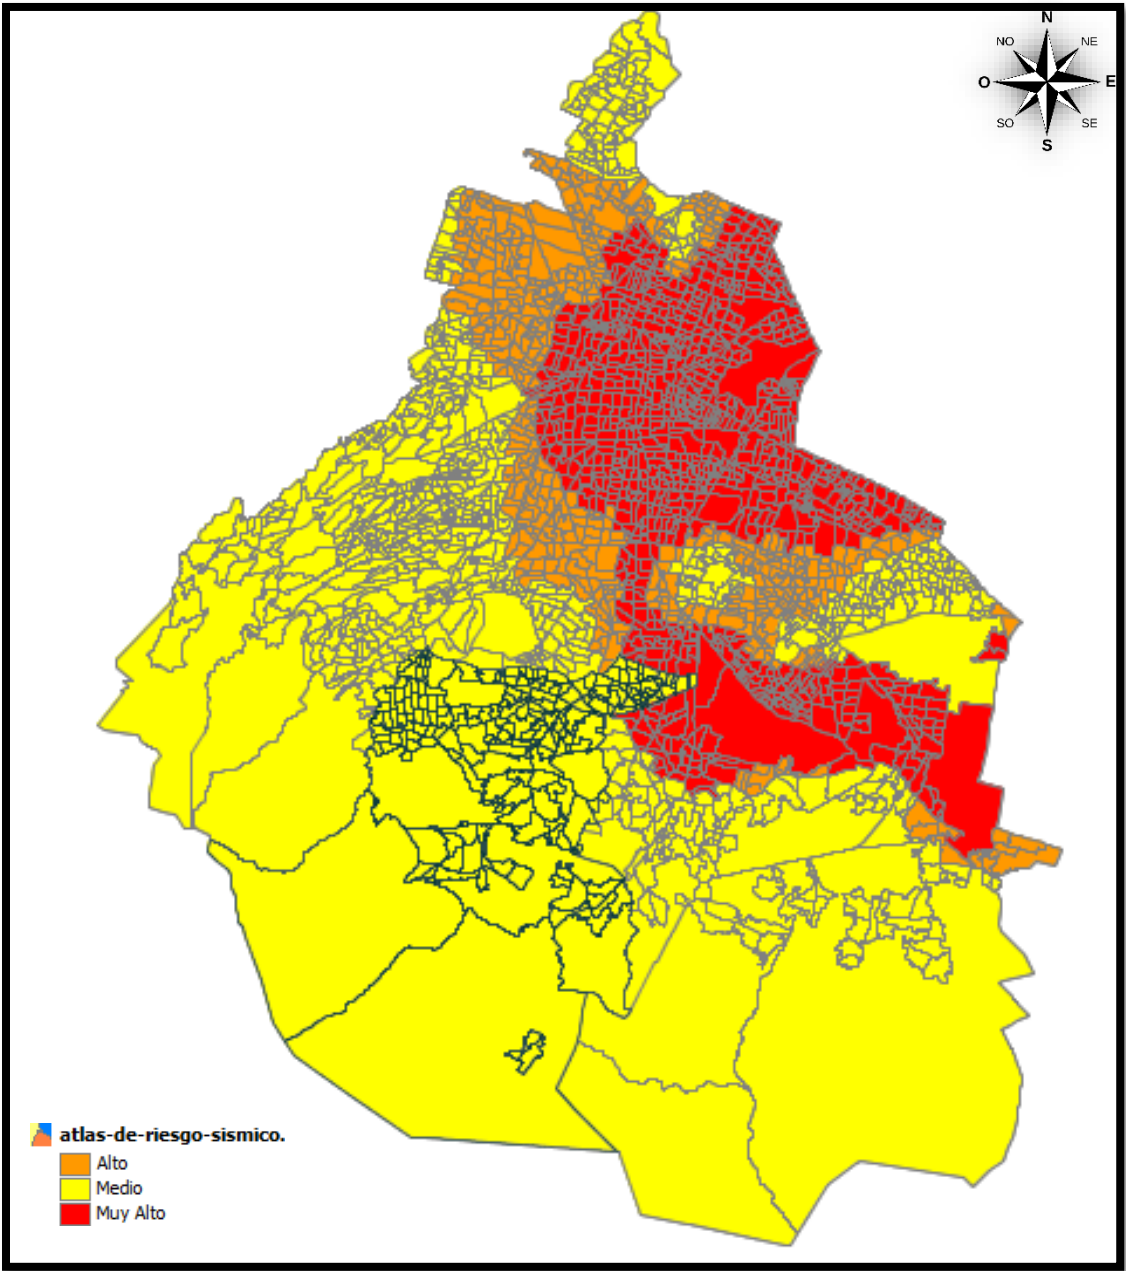 N
NO NE
O E
SO SE
S
atlas-de-riesgo-sismico.
Alto
Medio
Muy Alto